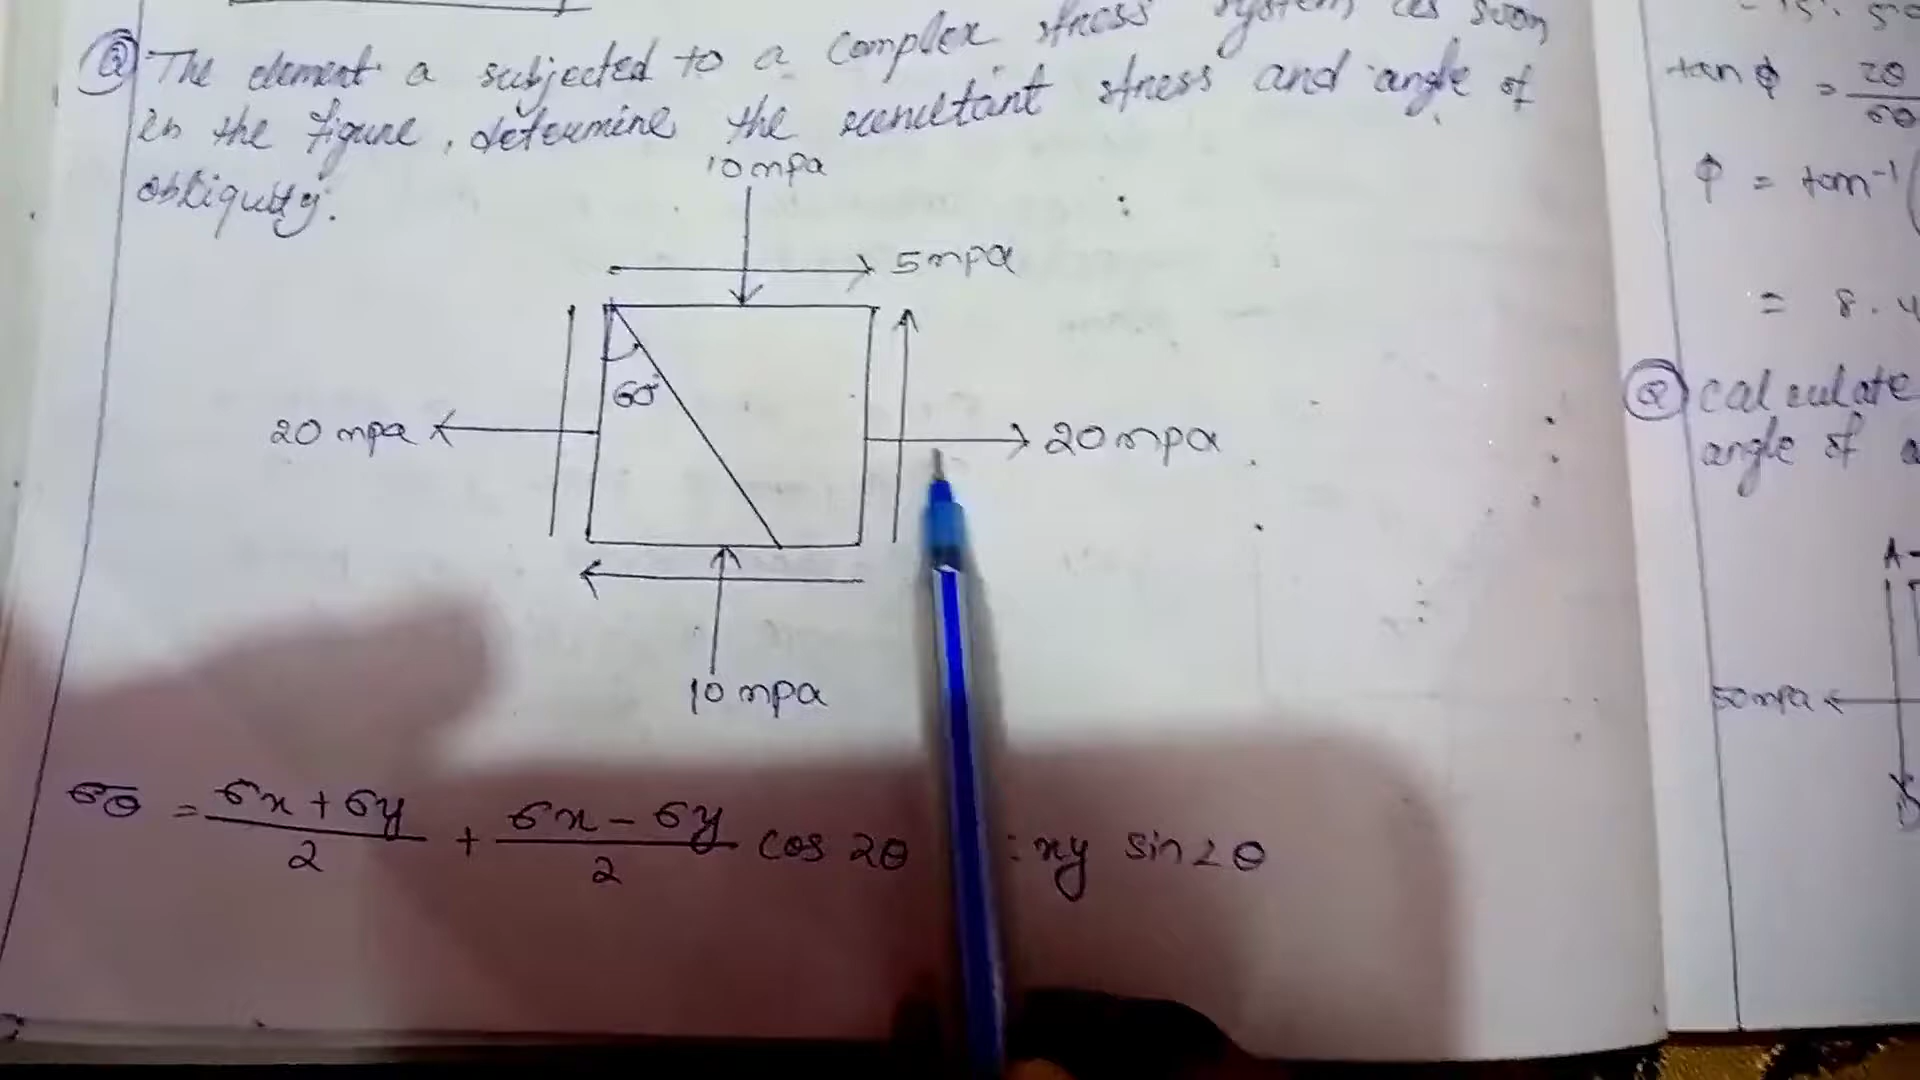 Q The element a subjected to a complex stress system as soon
in the figure, determine the resultant stress and angle of
obliquity.
10 mpa
5 mpa
60°
20 mpa
20 mpa
10 mpa
σθ = σx + σy / 2 + σx - σy / 2 cos 2θ xy sin 2θ
tan φ = 
φ = tan-1 (
= 8.4
Q calculate
angle of
A
50 mpa